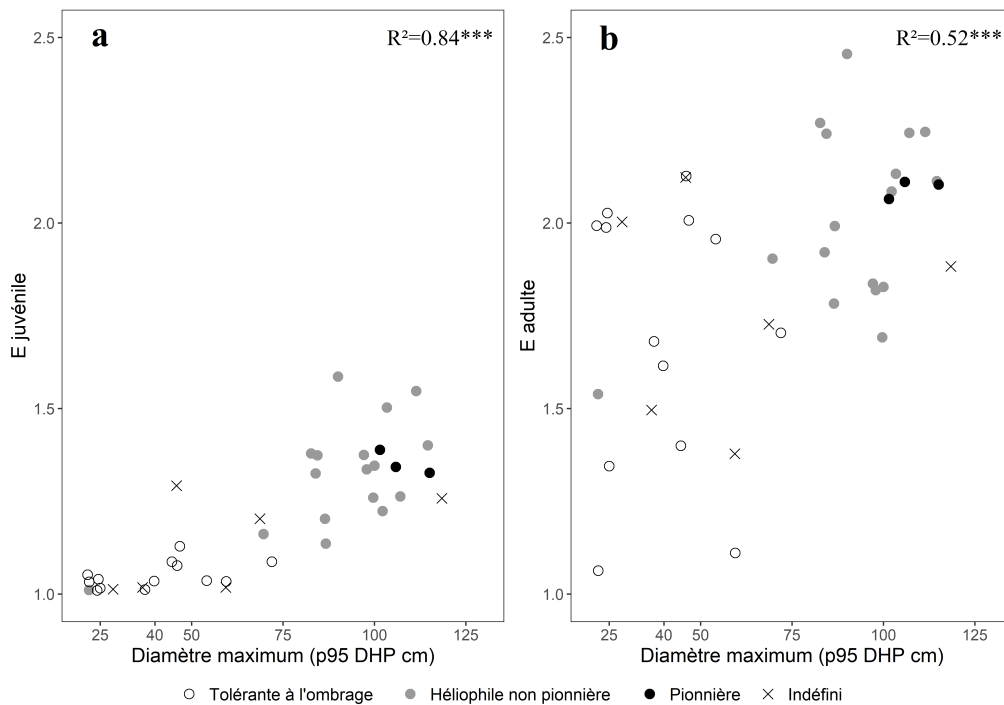 a
R²=0.84***
b
R²=0.52***
2.5
2.0
1.5
1.0
E juvénile
25
40
50
75
100
125
Diamètre maximum (p95 DHP cm)
2.5
2.0
1.5
1.0
E adulte
25
40
50
75
100
125
Diamètre maximum (p95 DHP cm)
Tolérante à l'ombrage
Héliophile non pionnière
Pionnière
Indéfini